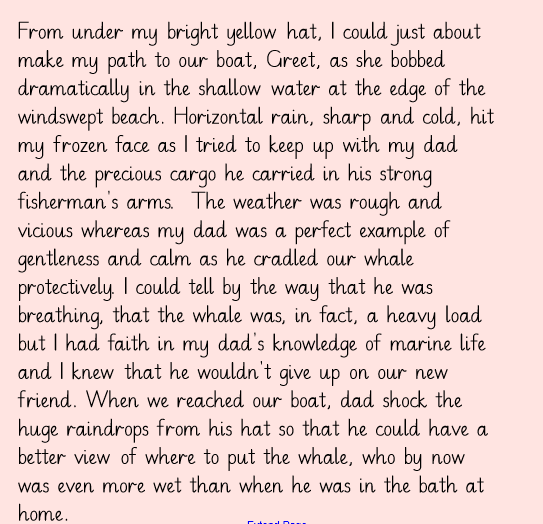 From under my bright yellow hat, I could just about
make my path to our boat, Greet, as she bobbed
dramatically in the shallow water at the edge of the
windswept beach. Horizontal rain, sharp and cold, hit
my frozen face as I tried to keep up with my dad
and the precious cargo he carried in his strong
fisherman's arms.  The weather was rough and
vicious whereas my dad was a perfect example of
gentleness and calm as he cradled our whale
protectively. I could tell by the way that he was
breathing, that the whale was, in fact, a heavy load
but I had faith in my dad's knowledge of marine life
and I knew that he wouldn't give up on our new
friend. When we reached our boat, dad shock the
huge raindrops from his hat so that he could have a
better view of where to put the whale, who by now
was even more wet than when he was in the bath at
home.